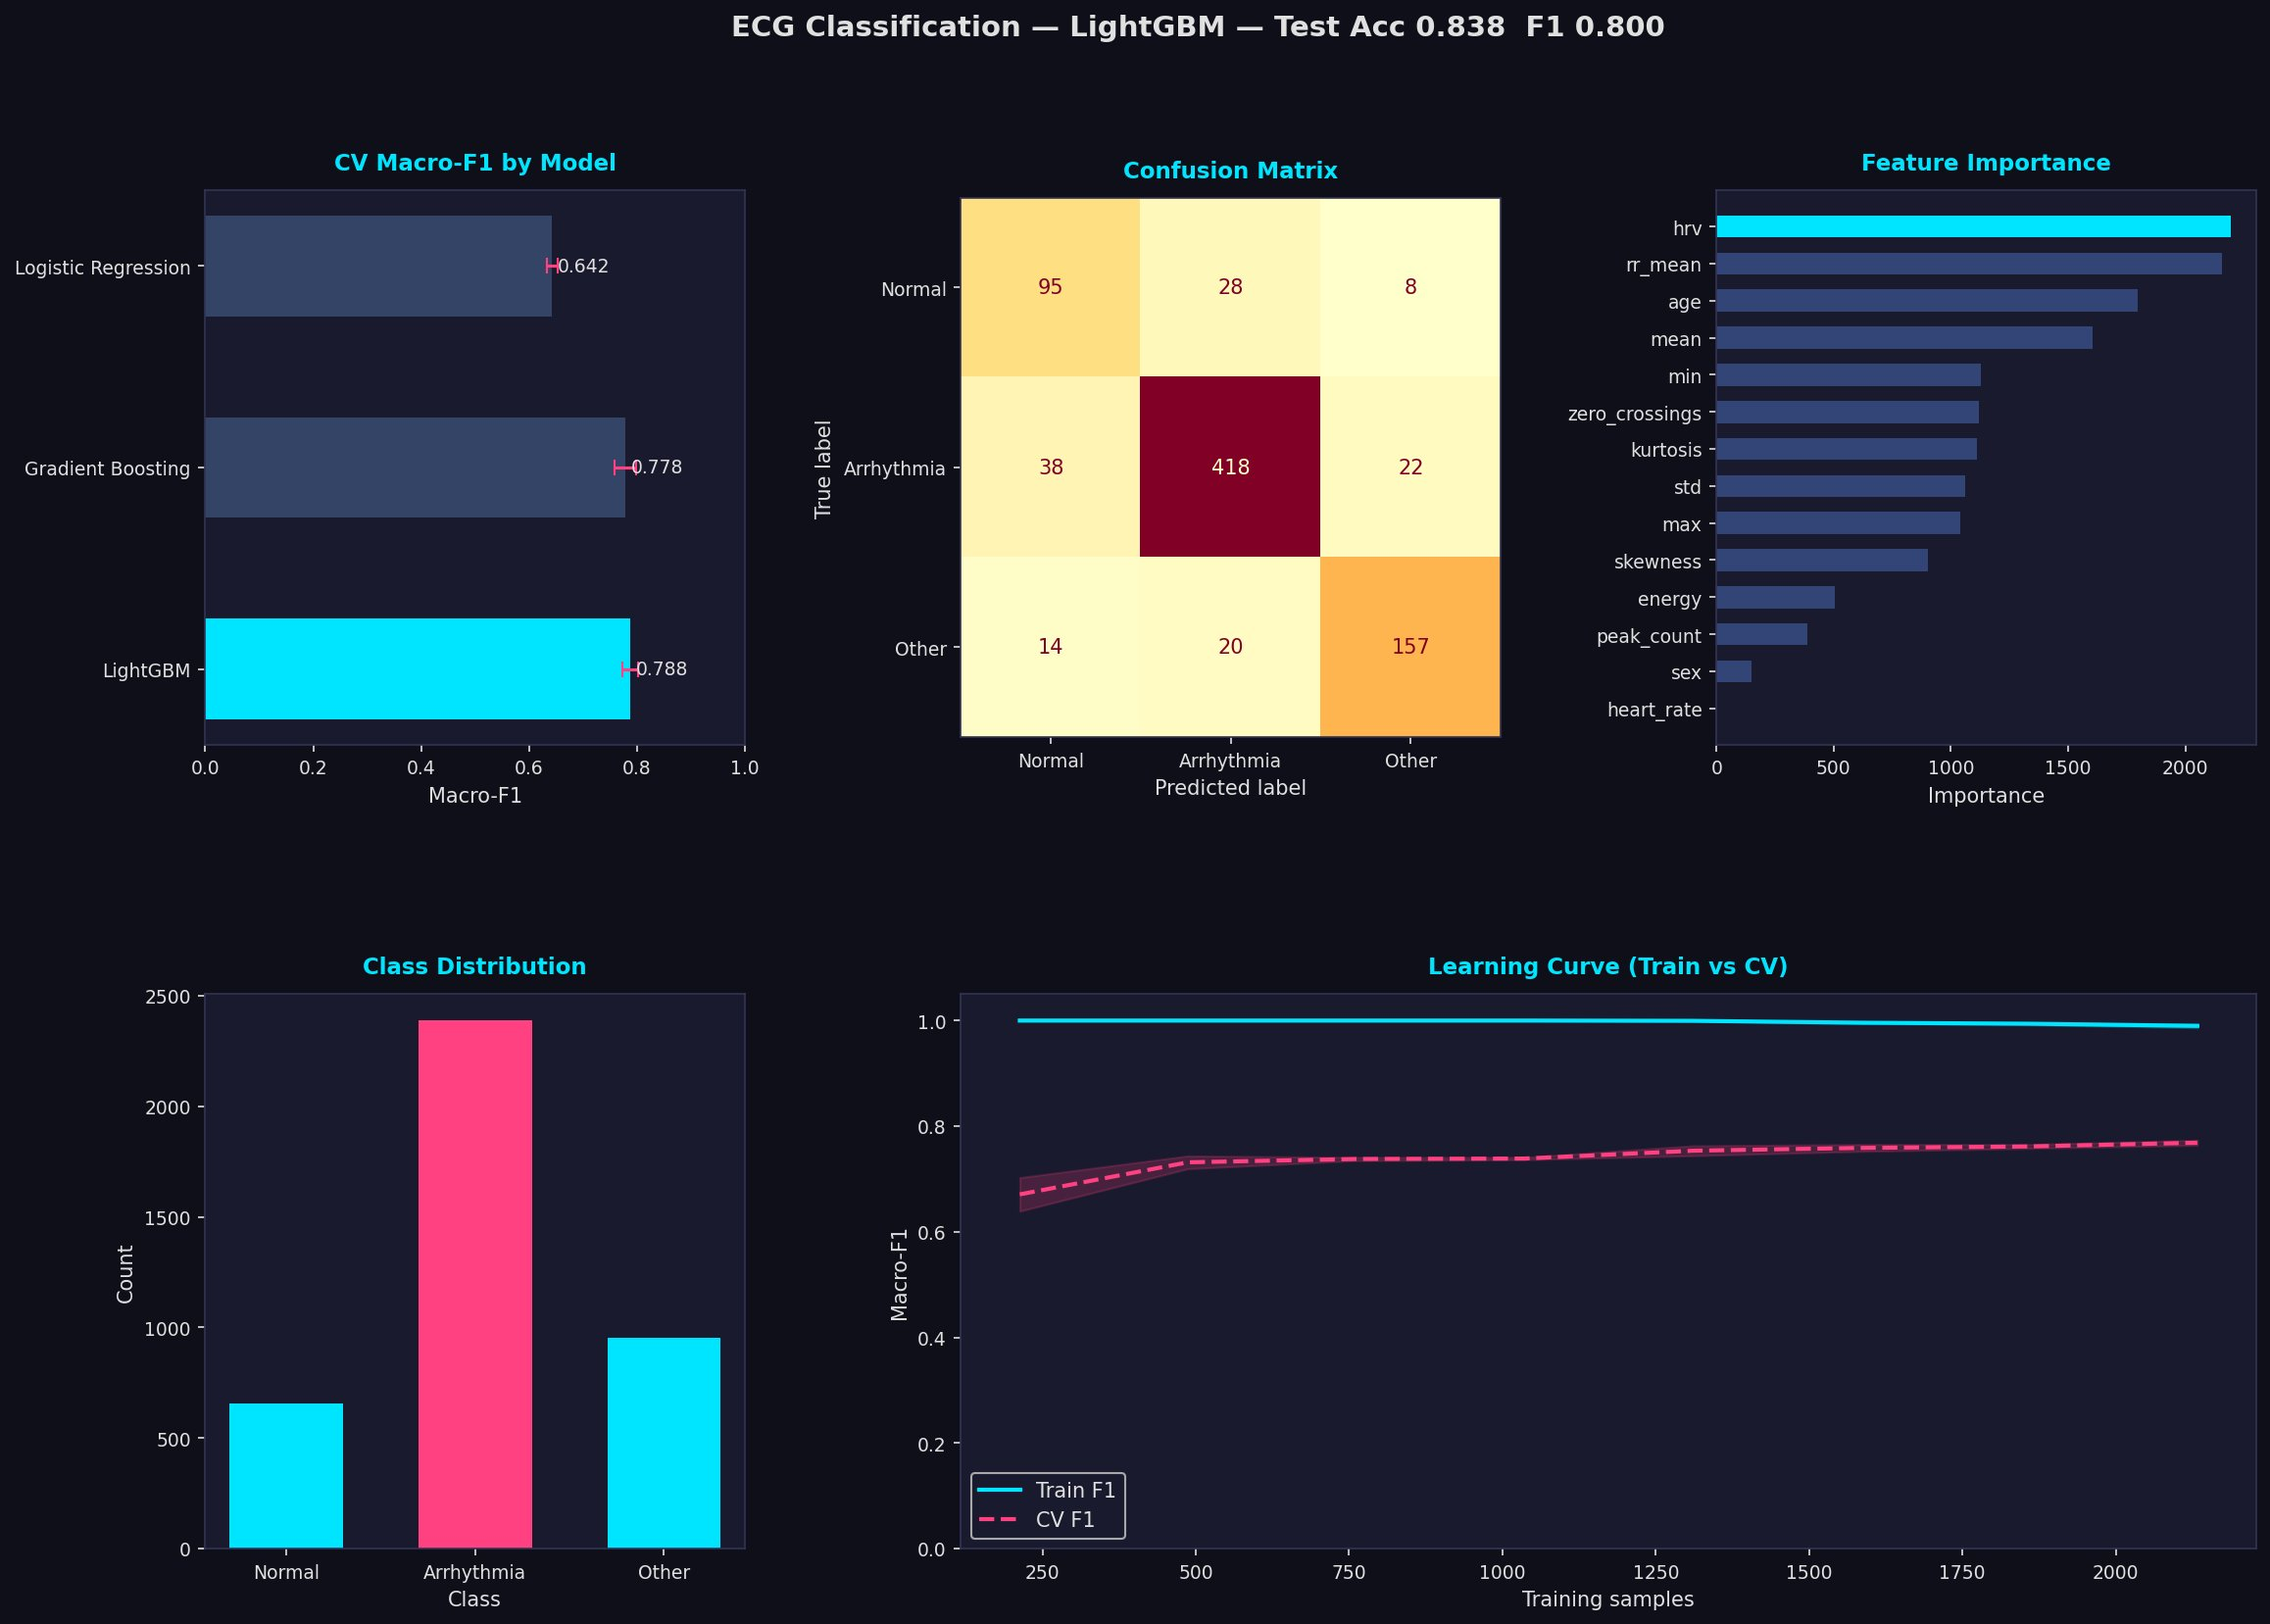 ECG Classification — LightGBM — Test Acc 0.838  F1 0.800
CV Macro-F1 by Model
Logistic Regression
0.642
Gradient Boosting
0.778
LightGBM
0.788
0.0 0.2 0.4 0.6 0.8 1.0
Macro-F1
Confusion Matrix
True label
Normal
95 28 8
Arrhythmia
38 418 22
Other
14 20 157
Normal Arrhythmia Other
Predicted label
Feature Importance
hrv
rr_mean
age
mean
min
zero_crossings
kurtosis
std
max
skewness
energy
peak_count
sex
heart_rate
0 500 1000 1500 2000
Importance
Class Distribution
Count
2500
2000
1500
1000
500
0
Normal Arrhythmia Other
Class
Learning Curve (Train vs CV)
Macro-F1
1.0
0.8
0.6
0.4
0.2
0.0
Train F1
CV F1
250 500 750 1000 1250 1500 1750 2000
Training samples